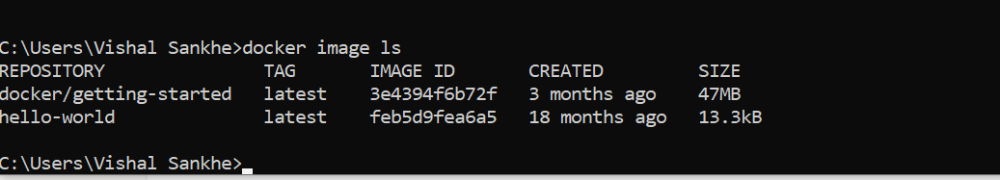 C:\Users\Vishal Sankhe>docker image ls
REPOSITORY TAG IMAGE ID CREATED SIZE
docker/getting-started latest 3e4394f6b72f 3 months ago 47MB
hello-world latest feb5d9fea6a5 18 months ago 13.3kB
C:\Users\Vishal Sankhe>